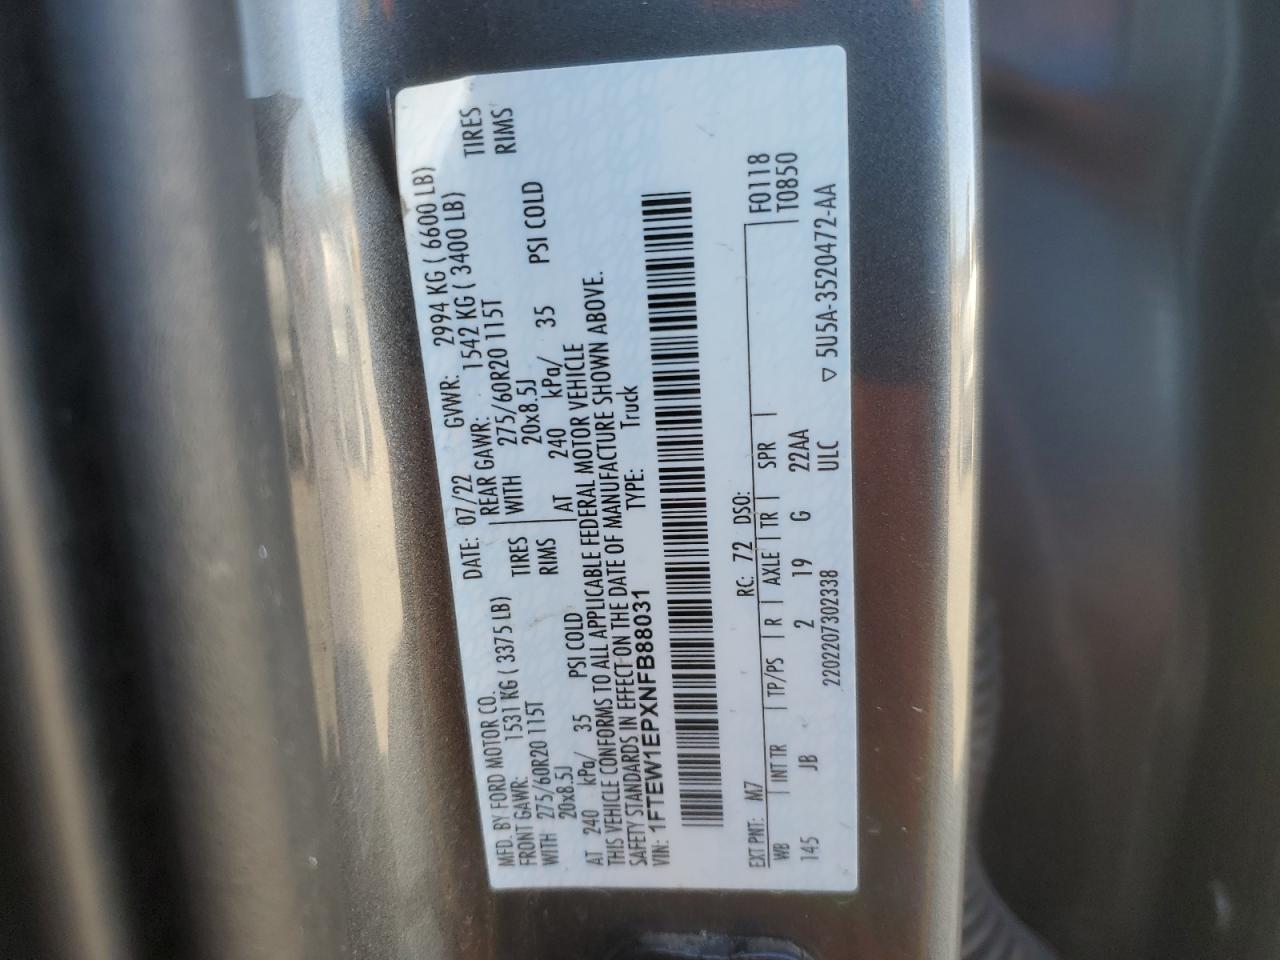 MFD. BY FORD MOTOR CO. DATE: 07/22 GVWR: 2994 KG ( 6600 LB)
FRONT GAWR: 1531 KG ( 3375 LB) REAR GAWR: 1542 KG ( 3400 LB)
WITH 275/60R20 115T TIRES WITH 275/60R20 115T TIRES
20x8.5J RIMS 20x8.5J RIMS
AT 240 kPa/ 35 PSI COLD AT 240 kPa/ 35 PSI COLD
THIS VEHICLE CONFORMS TO ALL APPLICABLE FEDERAL MOTOR VEHICLE
SAFETY STANDARDS IN EFFECT ON THE DATE OF MANUFACTURE SHOWN ABOVE.
VIN: 1FTEW1EPXNFB88031 TYPE: Truck
EXT PNT: M7 RC: 72 DSO: F0118
WB INT TR TP/PS R AXLE TR SPR T0850
145 JB 2 19 G 22AA
2202207302338 ULC ▽ 5U5A-3520472-AA